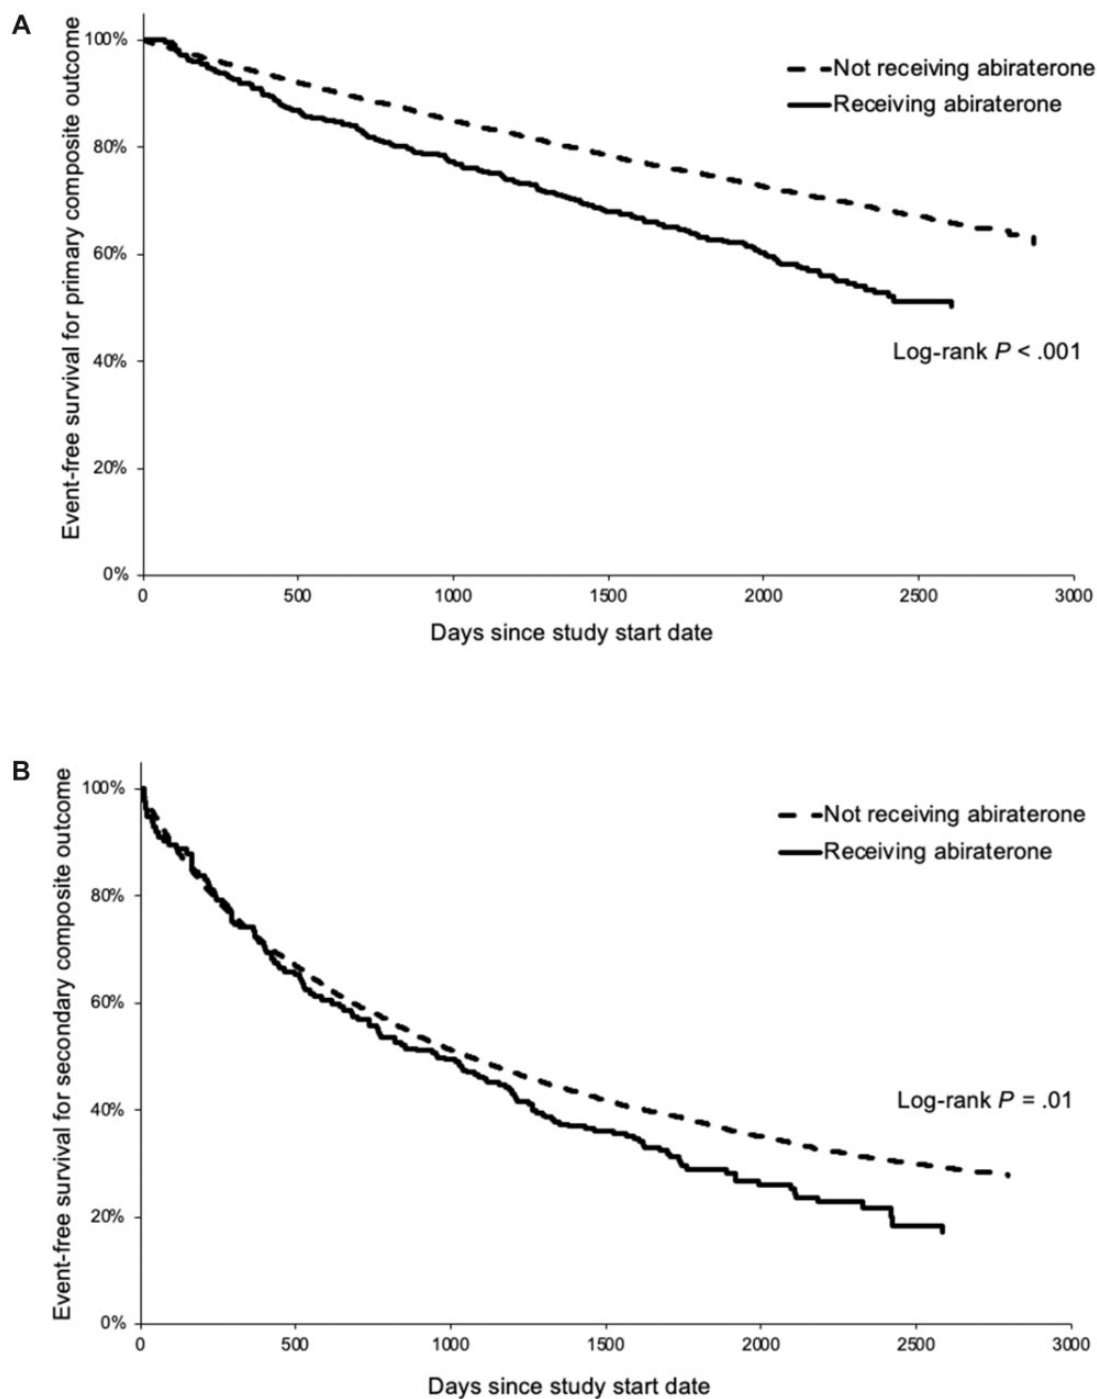 A
Event-free survival for primary composite outcome
100%
80%
60%
40%
20%
0%
Not receiving abiraterone
Receiving abiraterone
Log-rank P < .001
0 500 1000 1500 2000 2500 3000
Days since study start date
B
Event-free survival for secondary composite outcome
100%
80%
60%
40%
20%
0%
Not receiving abiraterone
Receiving abiraterone
Log-rank P = .01
0 500 1000 1500 2000 2500 3000
Days since study start date